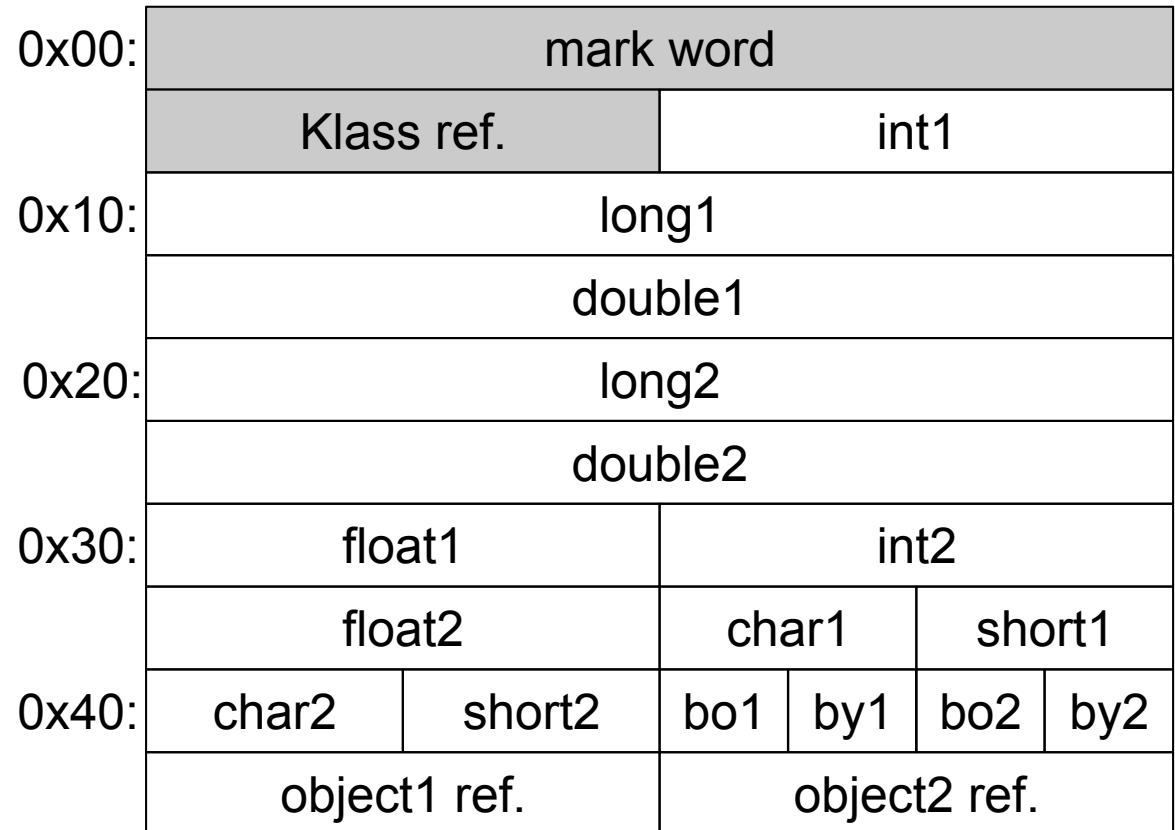 0x00: mark word
Klass ref. int1
0x10: long1
double1
0x20: long2
double2
0x30: float1 int2
float2 char1 short1
0x40: char2 short2 bo1 by1 bo2 by2
object1 ref. object2 ref.